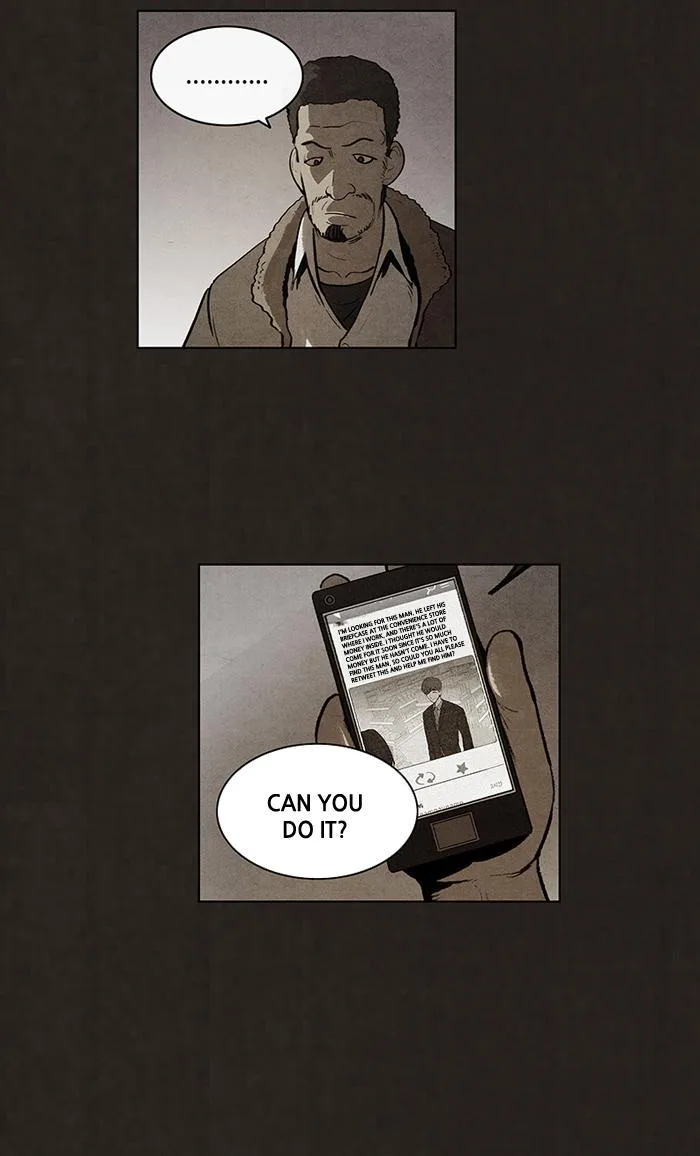 ............
I'M LOOKING FOR THIS MAN. HE LEFT HIS
BRIEFCASE AT THE CONVENIENCE STORE
WHERE I WORK, AND THERE'S A LOT OF
MONEY INSIDE. I THOUGHT HE WOULD
COME FOR IT SOON SINCE IT'S SO MUCH
MONEY BUT HE HASN'T COME. I HAVE TO
FIND THIS MAN, SO COULD YOU ALL PLEASE
RETWEET THIS AND HELP ME FIND HIM?
CAN YOU
DO IT?